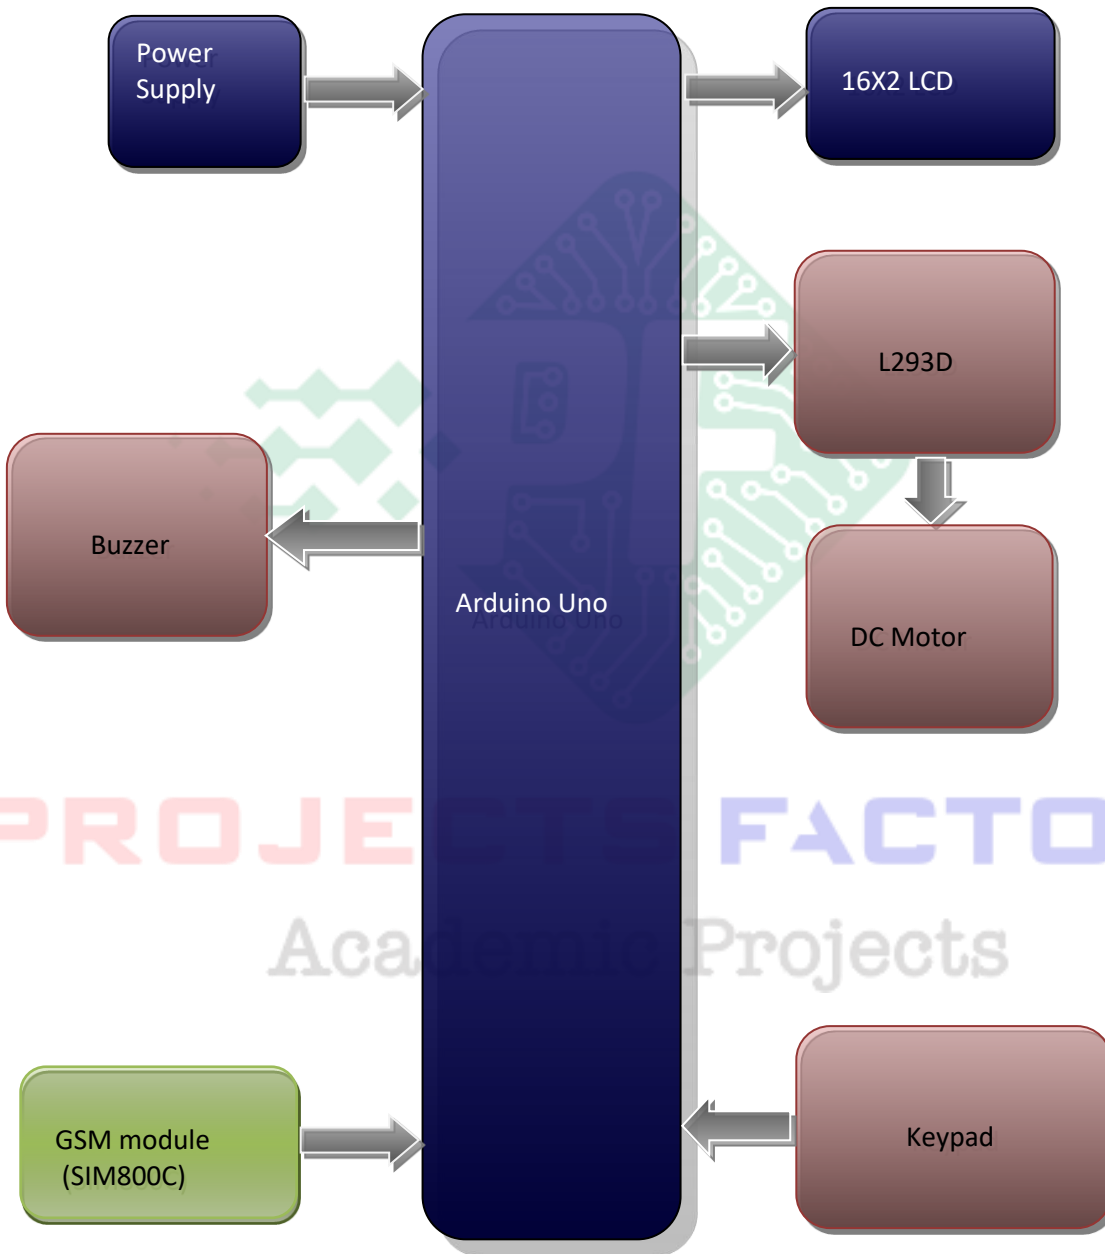 Power
Supply
16X2 LCD
L293D
Buzzer
Arduino Uno
DC Motor
PROJECTS FACTO
Academic Projects
GSM module
(SIM800C)
Keypad